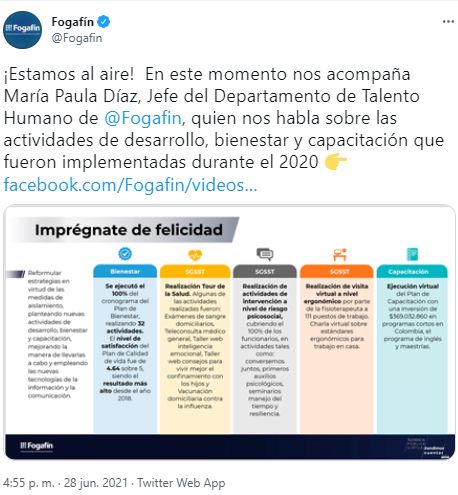 Fogafín
Fogafín
@Fogafin
¡Estamos al aire! En este momento nos acompaña
María Paula Díaz, Jefe del Departamento de Talento
Humano de @Fogafin, quien nos habla sobre las
actividades de desarrollo, bienestar y capacitación que
fueron implementadas durante el 2020
facebook.com/Fogafin/videos...
Imprégnate de felicidad
Reformular
estrategias en
virtud de las
medidas de
aislamiento,
planteando nuevas
actividades de
desarrollo, bienestar
y capacitación,
mejorando la
manera de llevarlas
a cabo y empleando
las nuevas
tecnologías de la
información y la
comunicación.
Bienestar
Se ejecutó el
100% del
cronograma del
Plan de
Bienestar,
realizando 32
actividades.
El nivel de
satisfacción del
Plan de Calidad
de vida fue de
4.64 sobre 5,
siendo el
resultado más
alto desde el año
2018.
SGSST
Realización Tour de
la Salud. Algunas de
las actividades
realizadas fueron:
Exámenes de sangre
domiciliarios,
Teleconsulta médico
general, Taller web
inteligencia
emocional, Taller
web consejos para
vivir mejor el
confinamiento con
los hijos y
Vacunación
domiciliaria contra
la influenza.
SGSST
Realización de
actividades de
intervención a
nivel de riesgo
psicosocial,
cubriendo el 100%
de los funcionarios,
en actividades tales
como:
conversemos
juntos, primeros
auxilios
psicológicos,
seminarios manejo
del tiempo y
resiliencia.
SGSST
Realización de visita
virtual a nivel
ergonómico por parte
de la fisioterapeuta a
111 puestos de trabajo.
Charla virtual sobre
estándares
ergonómicos para
trabajo en casa.
Capacitación
Ejecución virtual
del Plan de
Capacitación con
una inversión de
$369.032.860 en
programas cortos en
Colombia, el
programa de inglés
y maestrías.
Fogafín
4:55 p. m. · 28 jun. 2021 · Twitter Web App